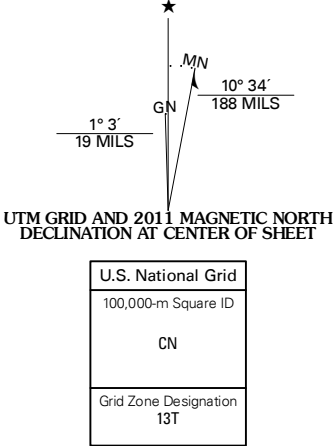 ★
MN
GN
10° 34´
188 MILS
1° 3´
19 MILS
UTM GRID AND 2011 MAGNETIC NORTH
DECLINATION AT CENTER OF SHEET
U.S. National Grid
100,000-m Square ID
CN
Grid Zone Designation
13T